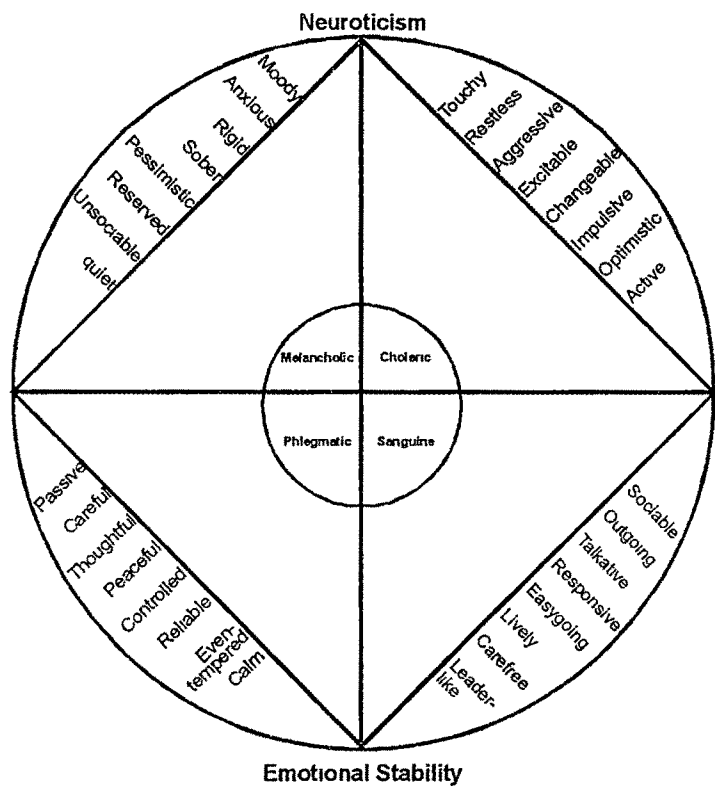 Neuroticism
Moody
Anxious
Rigid
Sober
Pessimistic
Reserved
Unsociable
quiet
Touchy
Restless
Aggressive
Excitable
Changeable
Impulsive
Optimistic
Active
Melancholic
Choleric
Phlegmatic
Sanguine
Passive
Careful
Thoughtful
Peaceful
Controlled
Reliable
Even-
tempered
Calm
Sociable
Outgoing
Talkative
Responsive
Easygoing
Lively
Carefree
Leader-
like
Emotional Stability